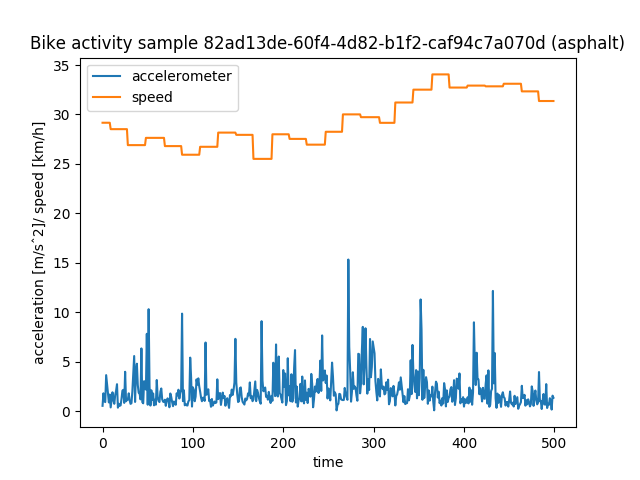 Bike activity sample 82ad13de-60f4-4d82-b1f2-caf94c7a070d (asphalt)
accelerometer
speed
acceleration [m/s^2]/ speed [km/h]
35
30
25
20
15
10
5
0
0 100 200 300 400 500
time